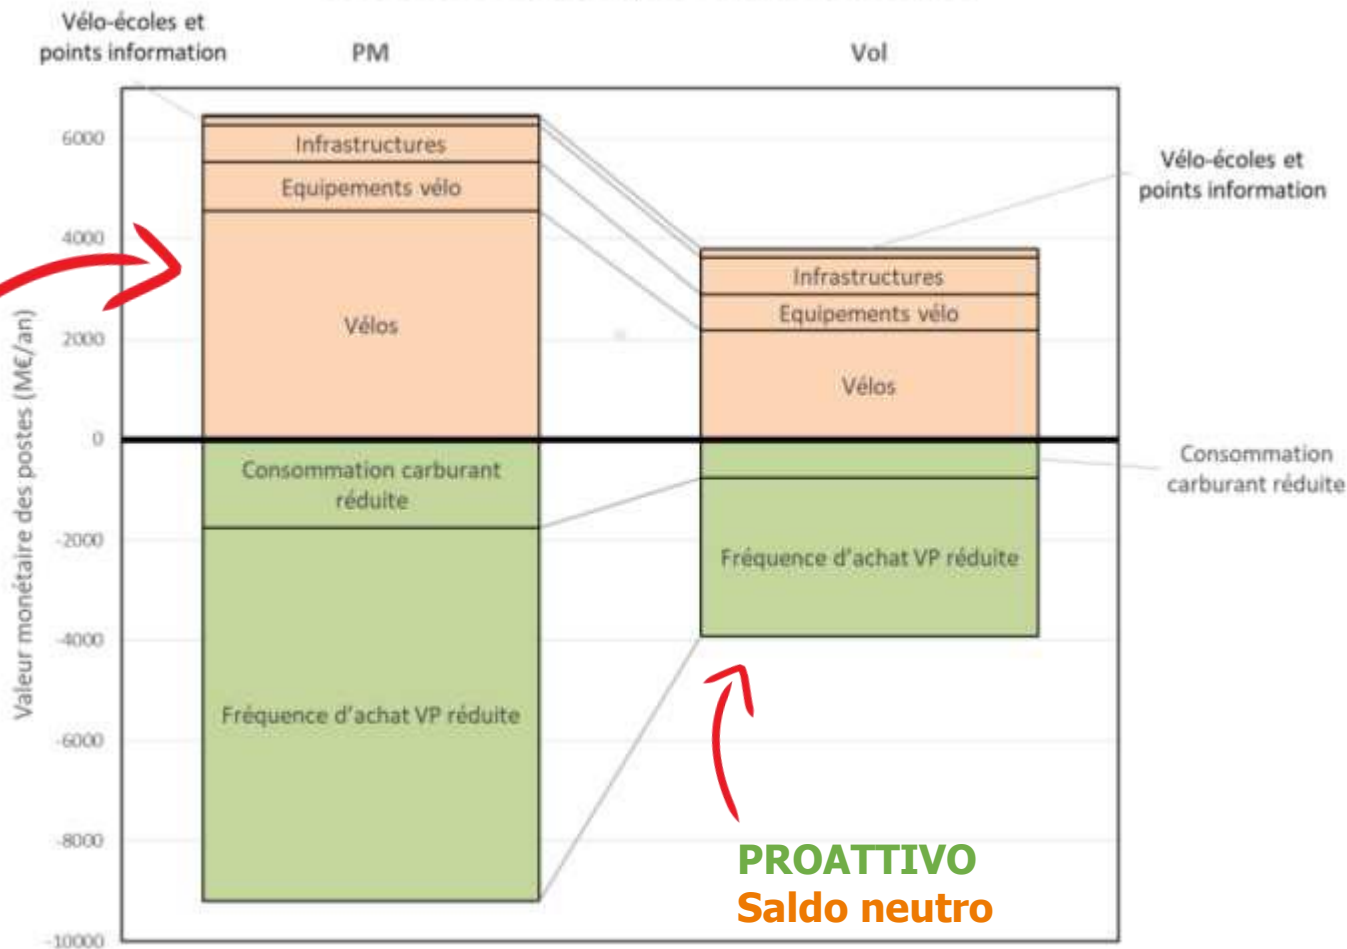 Vélo-écoles et
points information
PM
Vol
6000
4000
2000
0
-2000
-4000
-6000
-8000
-10000
Valeur monétaire des postes (M€/an)
Infrastructures
Equipements vélo
Vélos
Consommation carburant
réduite
Fréquence d'achat VP réduite
Vélo-écoles et
points information
Infrastructures
Equipements vélo
Vélos
Consommation
carburant réduite
Fréquence d'achat VP réduite
PROATTIVO
Saldo neutro